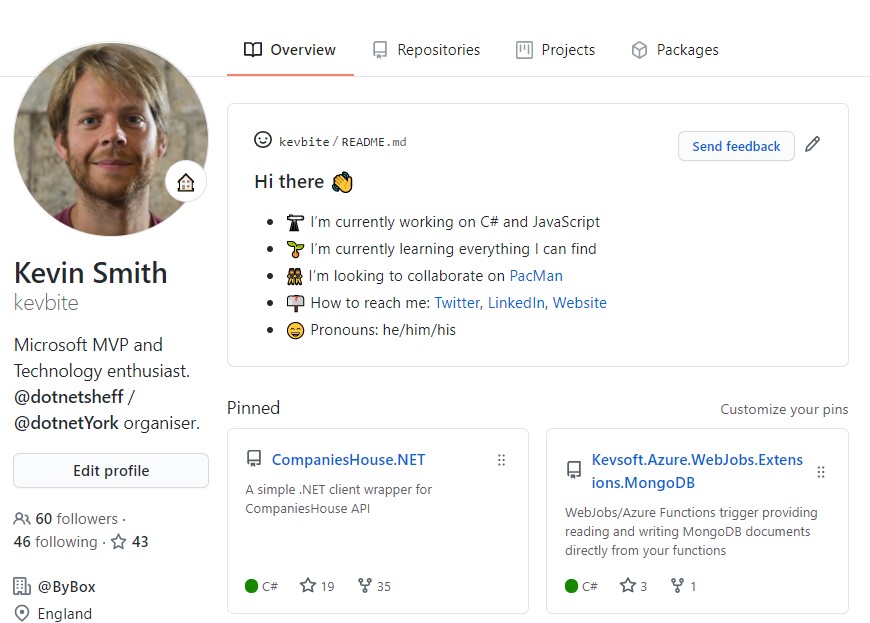 Overview
Repositories
Projects
Packages
kevbite / README.md
Send feedback
Hi there 👋
I'm currently working on C# and JavaScript
I'm currently learning everything I can find
I'm looking to collaborate on PacMan
How to reach me: Twitter, LinkedIn, Website
Pronouns: he/him/his
Kevin Smith
kevbite
Microsoft MVP and
Technology enthusiast.
@dotnetsheff /
@dotnetYork organiser.
Edit profile
60 followers ·
46 following · 43
@ByBox
England
Pinned
Customize your pins
CompaniesHouse.NET
A simple .NET client wrapper for
CompaniesHouse API
C# 19 35
Kevsoft.Azure.WebJobs.Extens
ions.MongoDB
WebJobs/Azure Functions trigger providing
reading and writing MongoDB documents
directly from your functions
C# 3 1